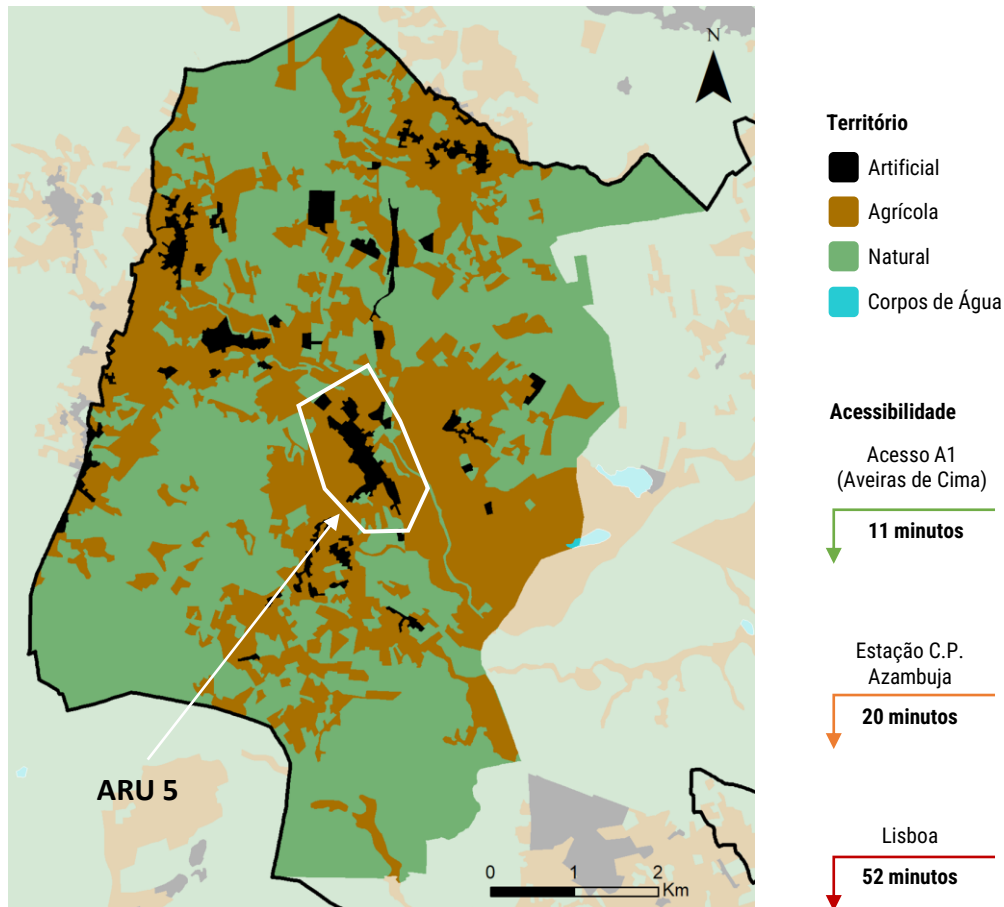 N
ARU 5
0 1 2
Km
Território
Artificial
Agrícola
Natural
Corpos de Água
Acessibilidade
Acesso A1
(Aveiras de Cima)
11 minutos
Estação C.P.
Azambuja
20 minutos
Lisboa
52 minutos